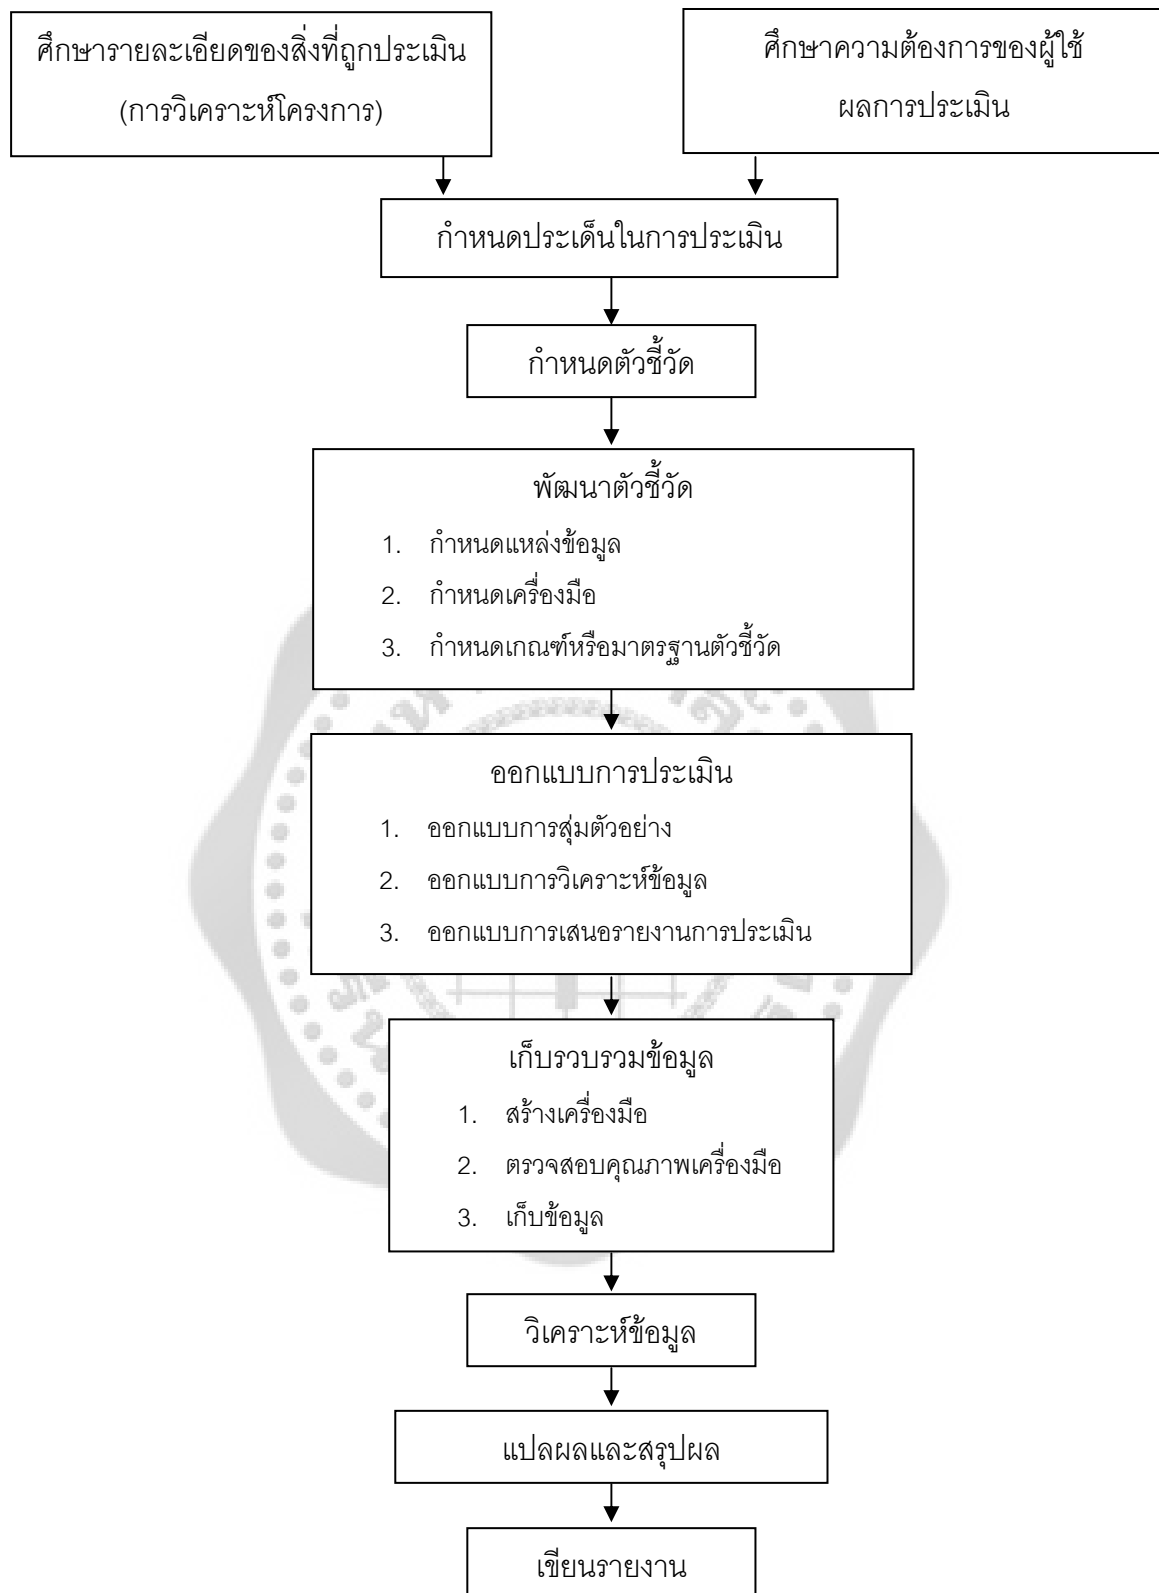 ศึกษารายละเอียดของสิ่งที่ถูกประเมิน
(การวิเคราะห์โครงการ)
ศึกษาความต้องการของผู้ใช้
ผลการประเมิน
กำหนดประเด็นในการประเมิน
กำหนดตัวชี้วัด
พัฒนาตัวชี้วัด
1. กำหนดแหล่งข้อมูล
2. กำหนดเครื่องมือ
3. กำหนดเกณฑ์หรือมาตรฐานตัวชี้วัด
ออกแบบการประเมิน
1. ออกแบบการสุ่มตัวอย่าง
2. ออกแบบการวิเคราะห์ข้อมูล
3. ออกแบบการเสนอรายงานการประเมิน
เก็บรวบรวมข้อมูล
1. สร้างเครื่องมือ
2. ตรวจสอบคุณภาพเครื่องมือ
3. เก็บข้อมูล
วิเคราะห์ข้อมูล
แปลผลและสรุปผล
เขียนรายงาน